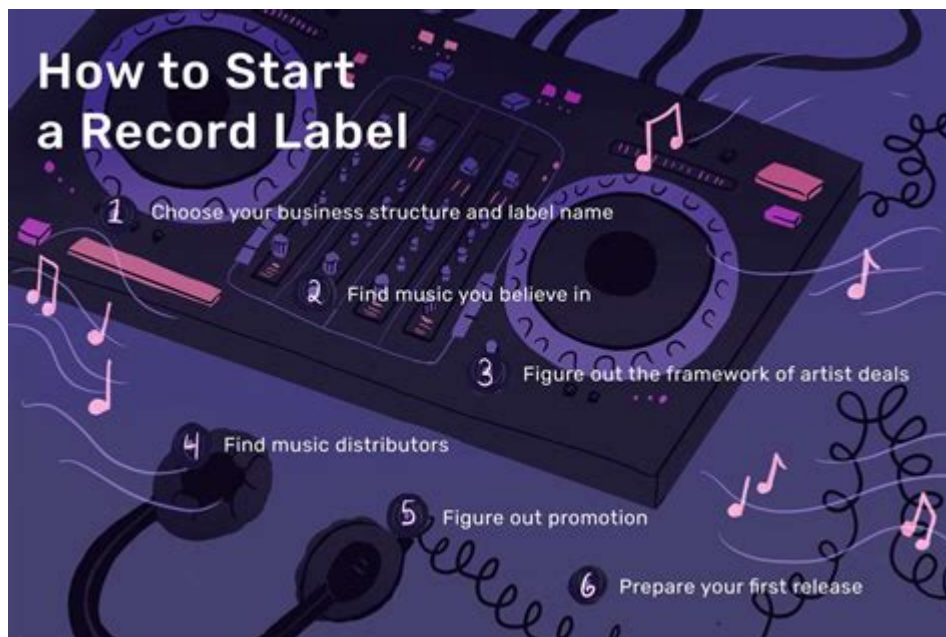 How to Start
a Record Label
1 Choose your business structure and label name
2 Find music you believe in
3 Figure out the framework of artist deals
4 Find music distributors
5 Figure out promotion
6 Prepare your first release